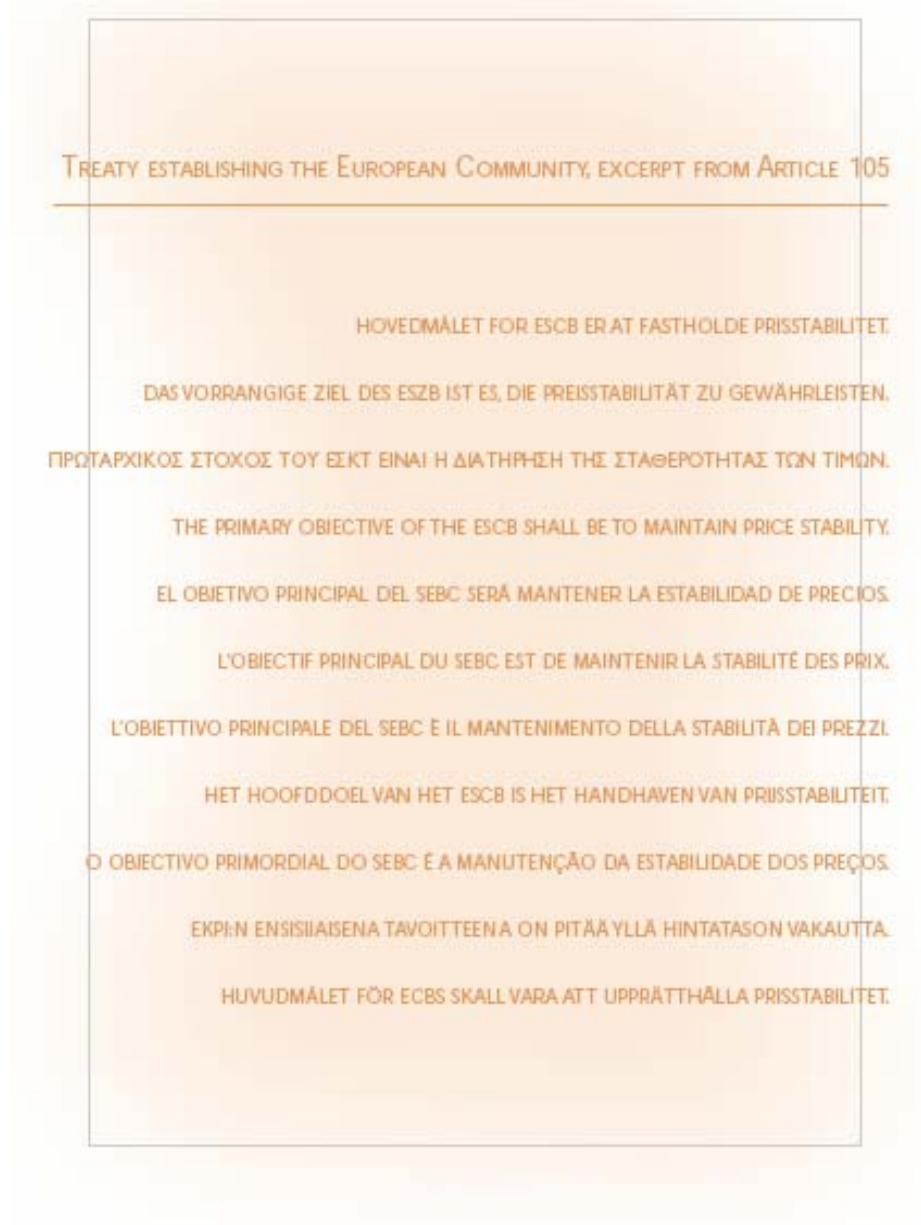 Treaty establishing the European Community, excerpt from Article 105
HOVEDMÅLET FOR ESCB ER AT FASTHOLDE PRISSTABILITET.
DAS VORRANGIGE ZIEL DES ESZB IST ES, DIE PREISSTABILITÄT ZU GEWÄHRLEISTEN.
ΠΡΩΤΑΡΧΙΚΟΣ ΣΤΟΧΟΣ ΤΟΥ ΕΣΚΤ ΕΙΝΑΙ Η ΔΙΑΤΗΡΗΣΗ ΤΗΣ ΣΤΑΘΕΡΟΤΗΤΑΣ ΤΩΝ ΤΙΜΩΝ.
THE PRIMARY OBJECTIVE OF THE ESCB SHALL BE TO MAINTAIN PRICE STABILITY.
EL OBJETIVO PRINCIPAL DEL SEBC SERÁ MANTENER LA ESTABILIDAD DE PRECIOS.
L'OBJECTIF PRINCIPAL DU SEBC EST DE MAINTENIR LA STABILITÉ DES PRIX.
L'OBIETTIVO PRINCIPALE DEL SEBC È IL MANTENIMENTO DELLA STABILITÀ DEI PREZZI.
HET HOOFDDOEL VAN HET ESCB IS HET HANDHAVEN VAN PRIJSSTABILITEIT.
O OBJECTIVO PRIMORDIAL DO SEBC É A MANUTENÇÃO DA ESTABILIDADE DOS PREÇOS.
EKPJ:N ENSISIJAISENA TAVOITTEENA ON PITÄÄ YLLÄ HINTATASON VAKAUTTA.
HUVUDMÅLET FÖR ECBS SKALL VARA ATT UPPRÄTTHÅLLA PRISSTABILITET.